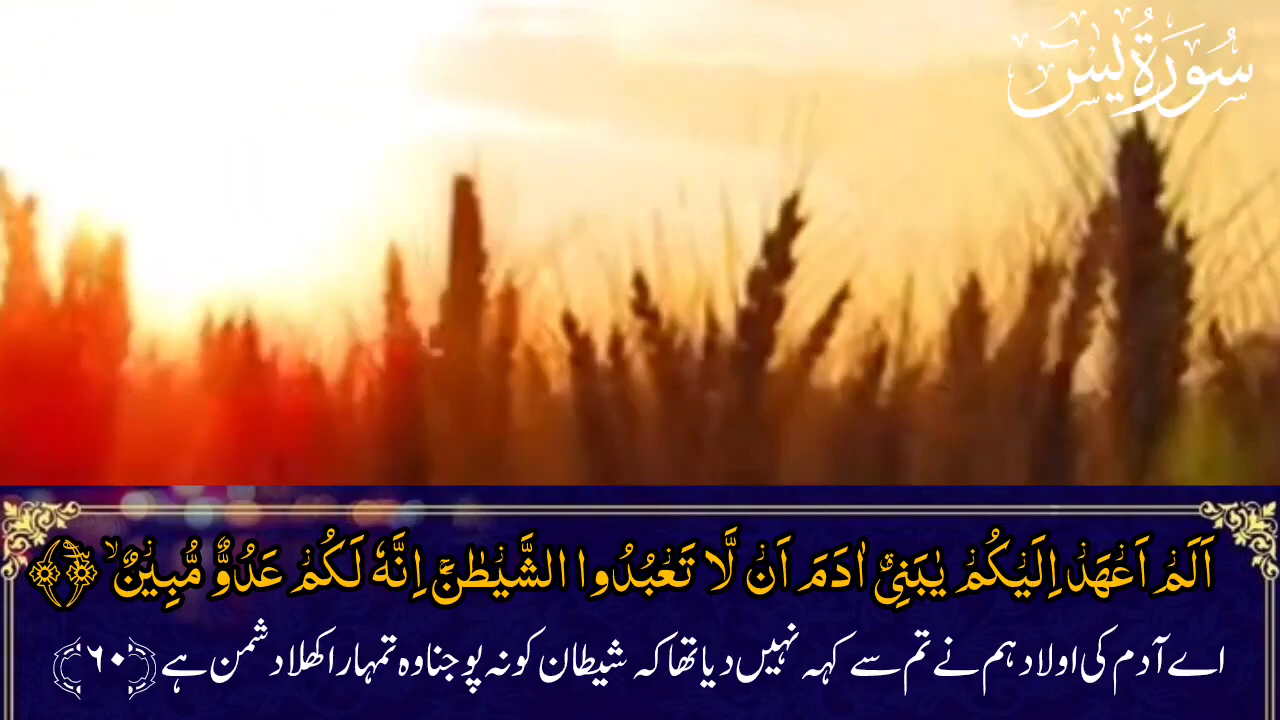 سُوْرَةُ يٰسٓ
اَلَمْ اَعْهَدْ اِلَیْكُمْ یٰبَنِیْۤ اٰدَمَ اَنْ لَّا تَعْبُدُوا الشَّیْطٰنَۚ اِنَّهٗ لَكُمْ عَدُوٌّ مُّبِیْنٌۙ
اے آدم کی اولاد ہم نے تم سے کہہ نہیں دیا تھا کہ شیطان کو نہ پوجنا وہ تمہارا کھلا دشمن ہے ﴿۶۰﴾